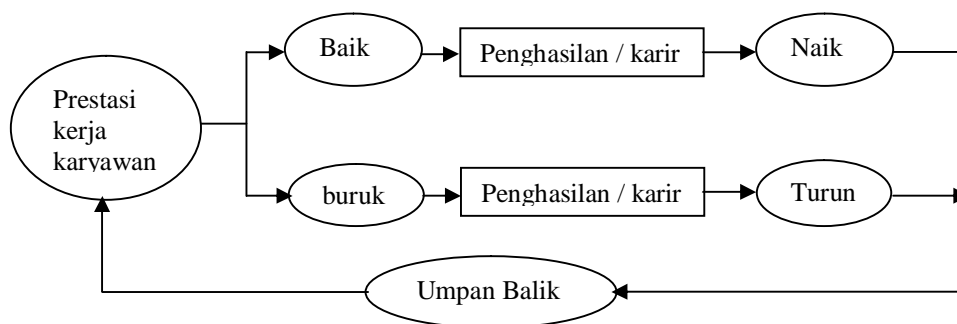 Baik
Penghasilan / karir
Naik
Prestasi
kerja
karyawan
buruk
Penghasilan / karir
Turun
Umpan Balik